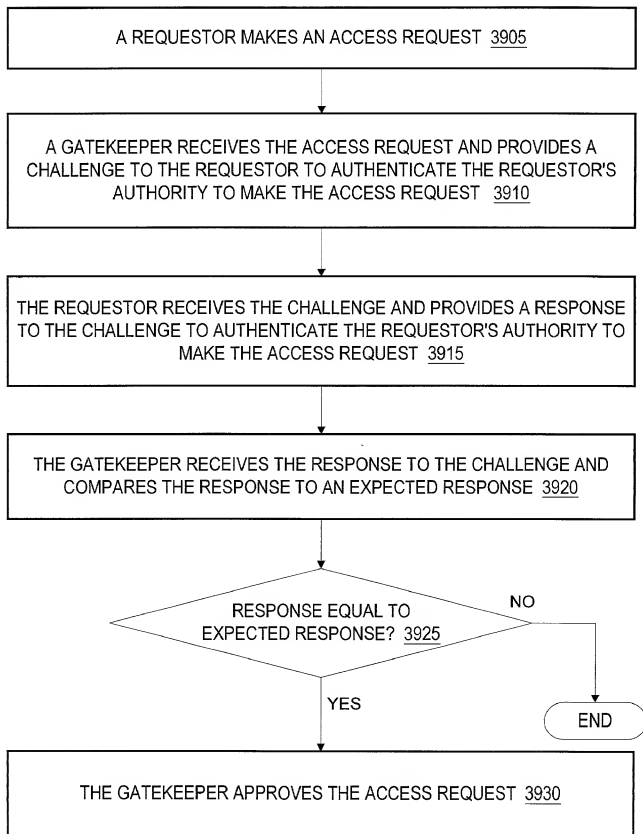 A REQUESTOR MAKES AN ACCESS REQUEST 3905
A GATEKEEPER RECEIVES THE ACCESS REQUEST AND PROVIDES A
CHALLENGE TO THE REQUESTOR TO AUTHENTICATE THE REQUESTOR'S
AUTHORITY TO MAKE THE ACCESS REQUEST 3910
THE REQUESTOR RECEIVES THE CHALLENGE AND PROVIDES A RESPONSE
TO THE CHALLENGE TO AUTHENTICATE THE REQUESTOR'S AUTHORITY TO
MAKE THE ACCESS REQUEST 3915
THE GATEKEEPER RECEIVES THE RESPONSE TO THE CHALLENGE AND
COMPARES THE RESPONSE TO AN EXPECTED RESPONSE 3920
RESPONSE EQUAL TO
EXPECTED RESPONSE? 3925
NO
END
YES
THE GATEKEEPER APPROVES THE ACCESS REQUEST 3930